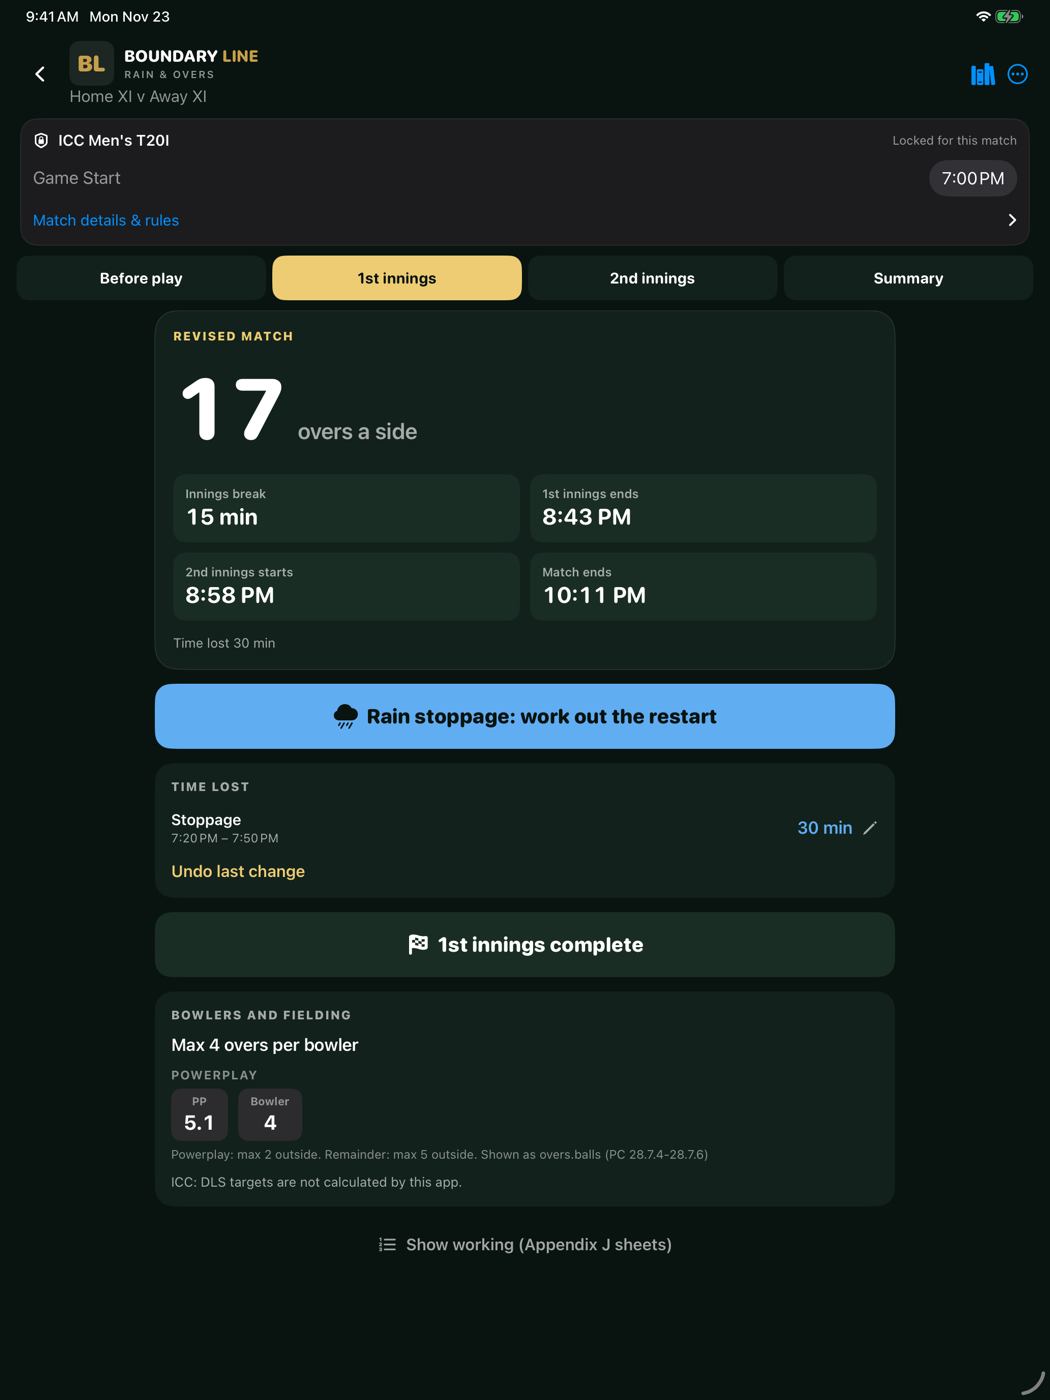 9:41 AM Mon Nov 23
BL
BOUNDARY LINE
RAIN & OVERS
Home XI v Away XI
ICC Men's T20I
Locked for this match
Game Start
7:00 PM
Match details & rules
Before play
1st innings
2nd innings
Summary
REVISED MATCH
17 overs a side
Innings break
15 min
1st innings ends
8:43 PM
2nd innings starts
8:58 PM
Match ends
10:11 PM
Time lost 30 min
Rain stoppage: work out the restart
TIME LOST
Stoppage
7:20 PM – 7:50 PM
30 min
Undo last change
1st innings complete
BOWLERS AND FIELDING
Max 4 overs per bowler
POWERPLAY
PP
5.1
Bowler
4
Powerplay: max 2 outside. Remainder: max 5 outside. Shown as overs.balls (PC 28.7.4-28.7.6)
ICC: DLS targets are not calculated by this app.
Show working (Appendix J sheets)